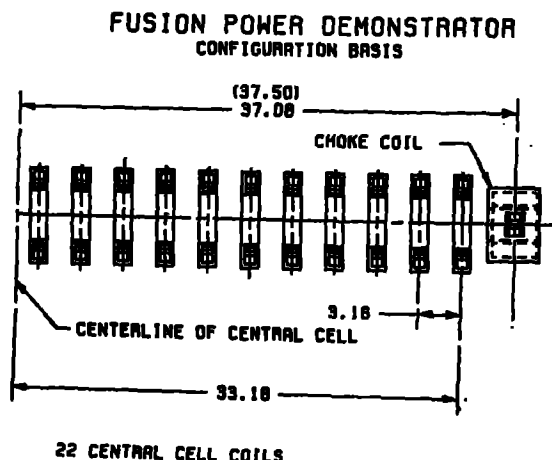 FUSION POWER DEMONSTRATOR
CONFIGURATION BASIS
(37.50)
37.08
CHOKE COIL
3.16
CENTERLINE OF CENTRAL CELL
33.18
22 CENTRAL CELL COILS